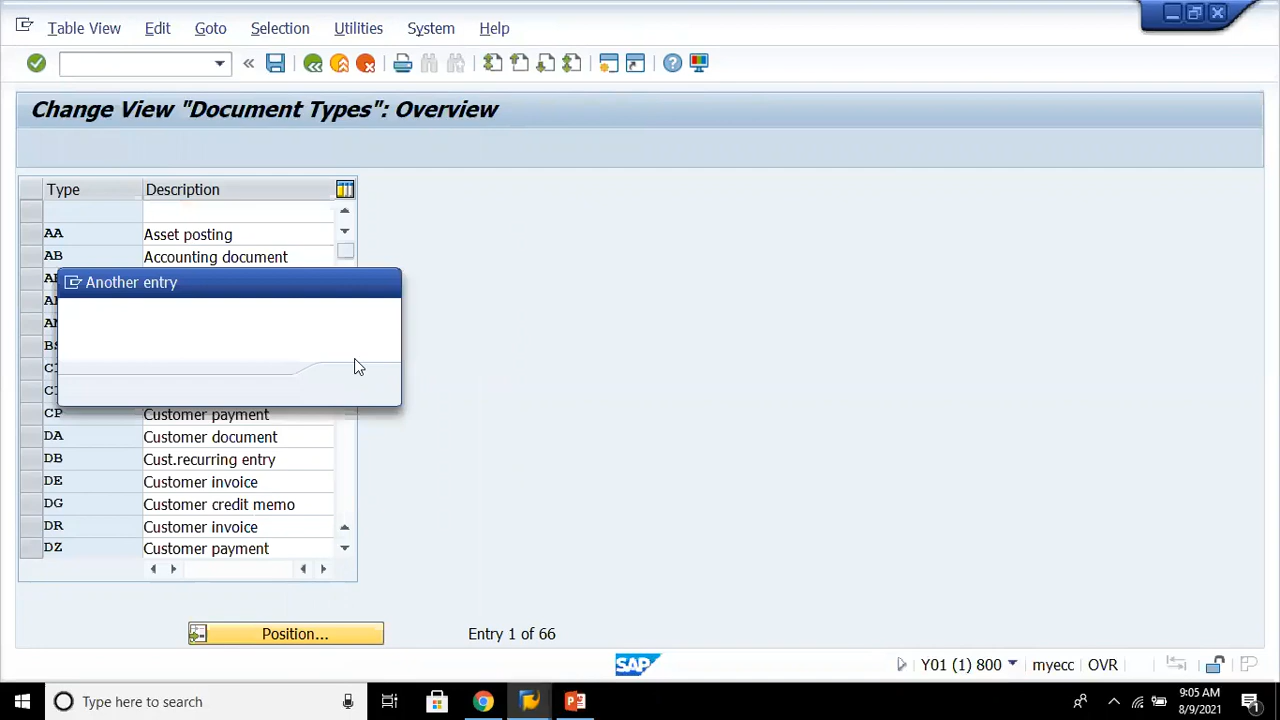 Table View Edit Goto Selection Utilities System Help
Change View "Document Types": Overview
Type Description
AA Asset posting
AB Accounting document
Another entry
CP Customer payment
DA Customer document
DB Cust.recurring entry
DE Customer invoice
DG Customer credit memo
DR Customer invoice
DZ Customer payment
Position... Entry 1 of 66
SAP Y01 (1) 800 myecc OVR
Type here to search
9:05 AM
8/9/2021